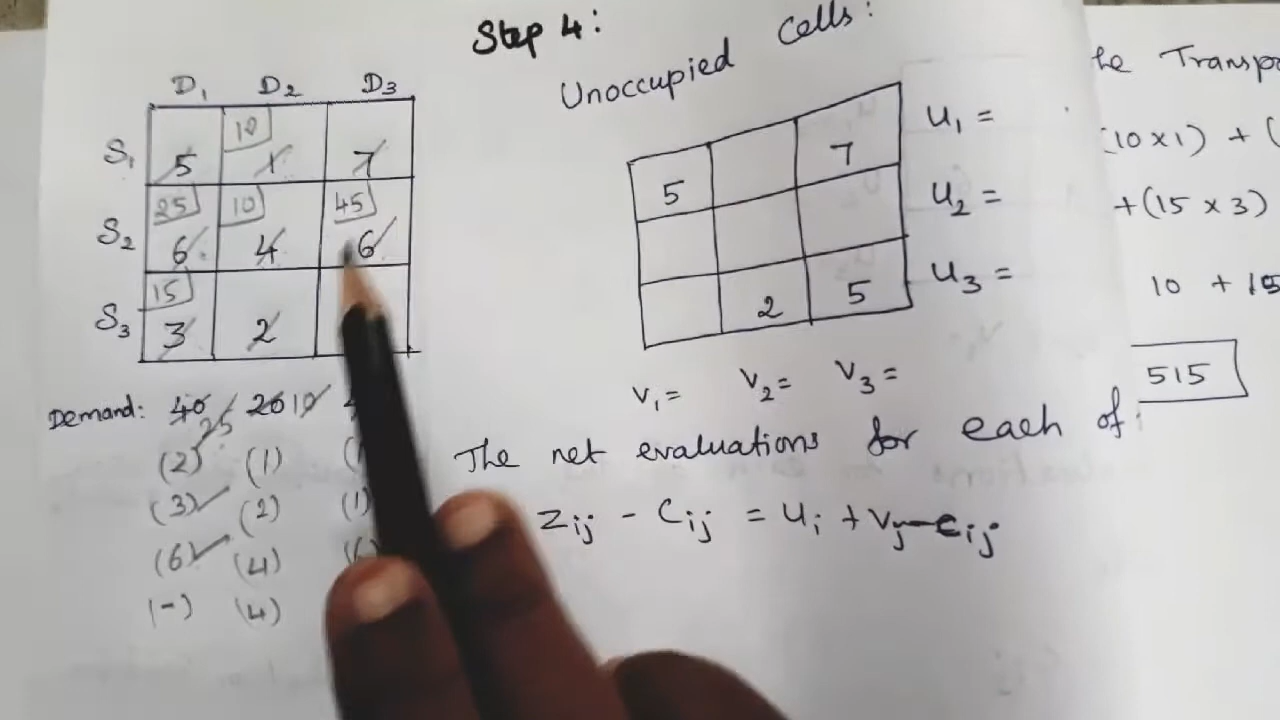 Step 4:
Unoccupied Cells:
D1 D2 D3
S1 10
5 1 7
S2 25 10 45
6 4 6
S3 15
3 2
Demand: 40 25 20 10
(2) (1)
(3) (2) (1)
(6) (4)
(-) (4)
7
5
2 5
U1 =
U2 =
U3 =
V1= V2= V3=
The net evaluations for each of
Zij - Cij = Ui + Vj - Cij
he Transpo
(10 x 1) + (
+(15 x 3)
10 + 15
515